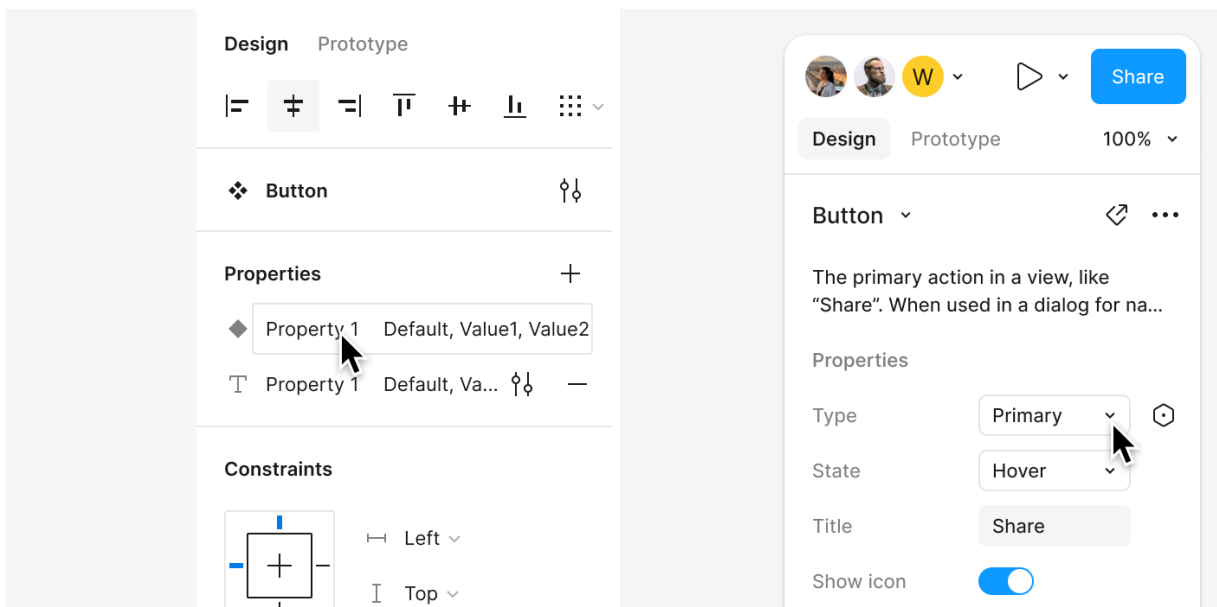 Design Prototype
Button
Properties
Property 1 Default, Value1, Value2
Property 1 Default, Va...
Constraints
Left
Top
W
Share
Design Prototype 100%
Button
The primary action in a view, like
“Share”. When used in a dialog for na...
Properties
Type Primary
State Hover
Title Share
Show icon